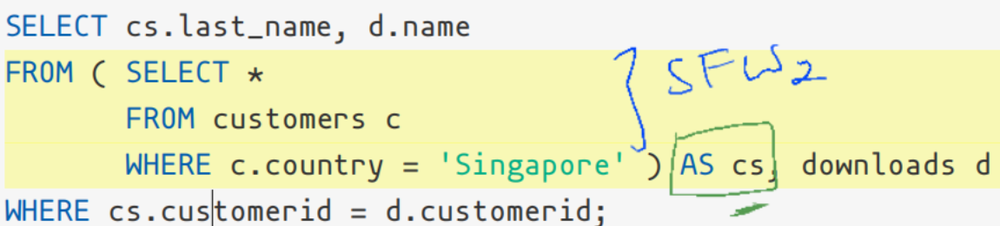 SELECT cs.last_name, d.name
FROM ( SELECT *
FROM customers c
WHERE c.country = 'Singapore' ) AS cs, downloads d
WHERE cs.customerid = d.customerid;
SFW2